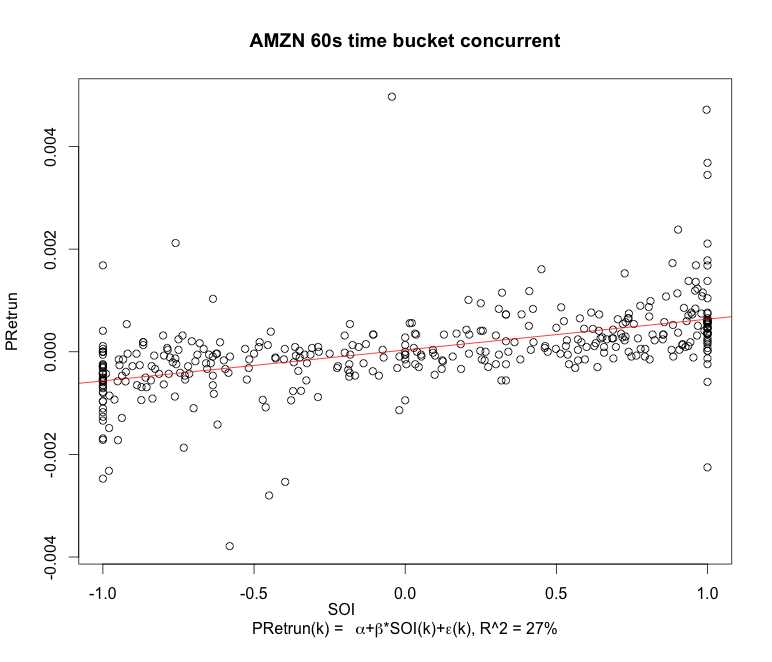 AMZN 60s time bucket concurrent
PRetrun
0.004
0.002
0.000
-0.002
-0.004
-1.0 -0.5 0.0 0.5 1.0
SOI
PRetrun(k) = α+β*SOI(k)+ε(k), R^2 = 27%